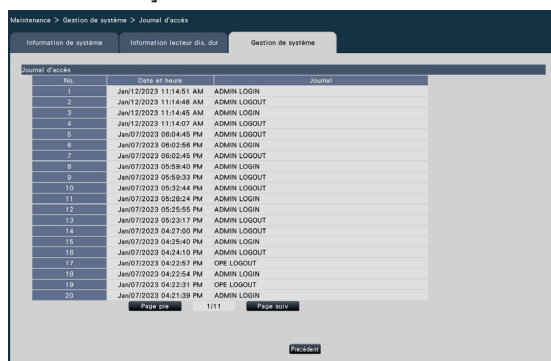 Maintenance > Gestion de système > Journal d'accès
Information de système Information lecteur dis. dur Gestion de système
Journal d'accès
No. Date et heure Journal
1 Jan/12/2023 11:14:51 AM ADMIN LOGIN
2 Jan/12/2023 11:14:46 AM ADMIN LOGOUT
3 Jan/12/2023 11:14:45 AM ADMIN LOGIN
4 Jan/12/2023 11:14:07 AM ADMIN LOGOUT
5 Jan/07/2023 06:04:45 PM ADMIN LOGOUT
6 Jan/07/2023 06:02:56 PM ADMIN LOGIN
7 Jan/07/2023 06:02:45 PM ADMIN LOGOUT
8 Jan/07/2023 05:59:40 PM ADMIN LOGIN
9 Jan/07/2023 05:59:33 PM ADMIN LOGOUT
10 Jan/07/2023 05:32:44 PM ADMIN LOGOUT
11 Jan/07/2023 05:28:24 PM ADMIN LOGIN
12 Jan/07/2023 05:25:55 PM ADMIN LOGIN
13 Jan/07/2023 05:23:17 PM ADMIN LOGOUT
14 Jan/07/2023 04:27:00 PM ADMIN LOGOUT
15 Jan/07/2023 04:25:40 PM ADMIN LOGIN
16 Jan/07/2023 04:24:10 PM ADMIN LOGOUT
17 Jan/07/2023 04:22:57 PM OPE LOGOUT
18 Jan/07/2023 04:22:54 PM ADMIN LOGIN
19 Jan/07/2023 04:22:31 PM OPE LOGOUT
20 Jan/07/2023 04:21:39 PM ADMIN LOGIN
Page pre 1/11 Page suiv
Précédent